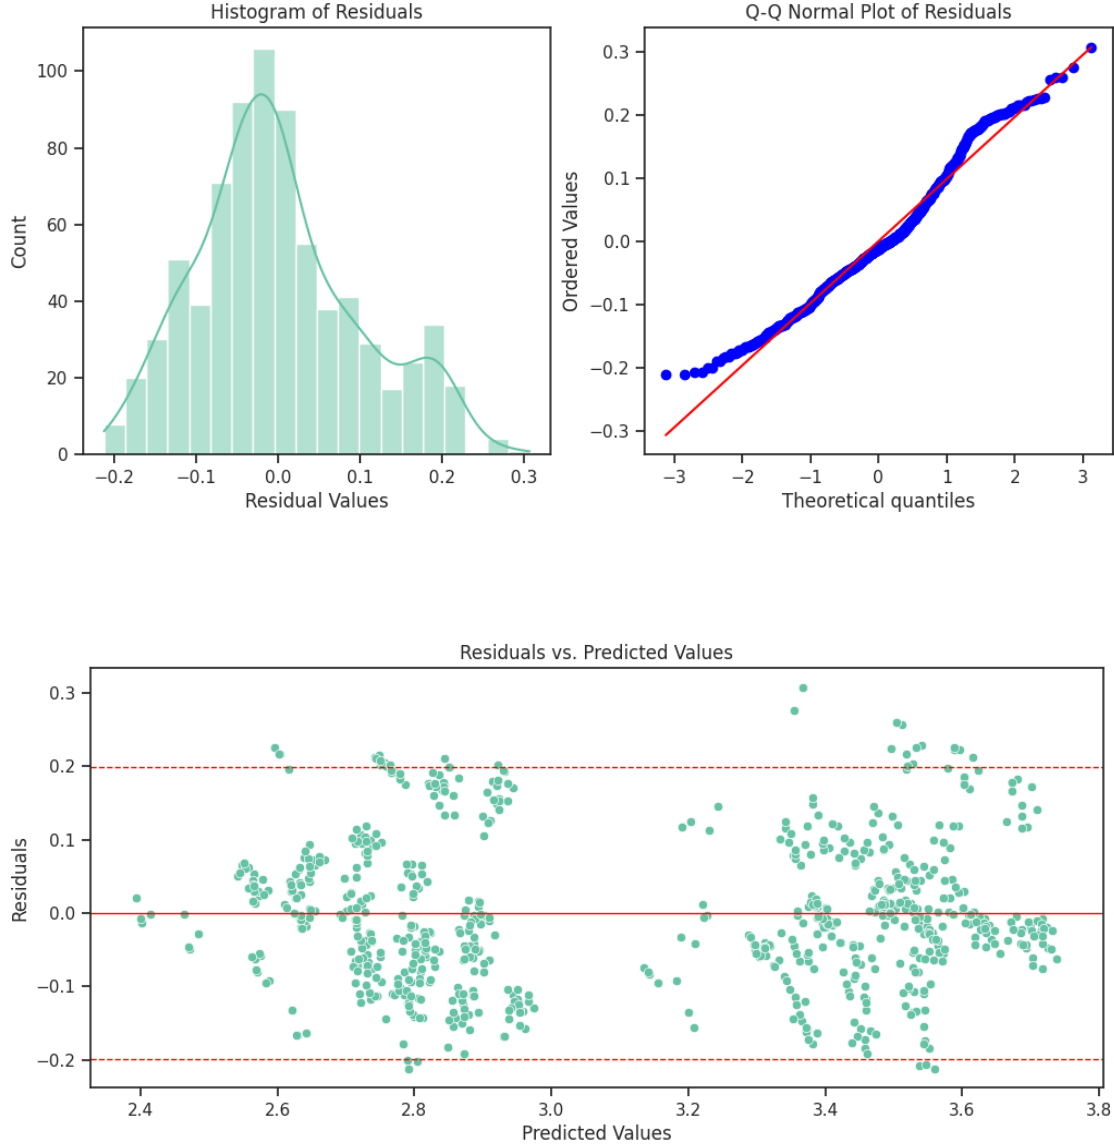 Histogram of Residuals
Q-Q Normal Plot of Residuals
100
80
60
40
20
0
Count
−0.2 −0.1 0.0 0.1 0.2 0.3
Residual Values
0.3
0.2
0.1
0.0
−0.1
−0.2
−0.3
Ordered Values
−3 −2 −1 0 1 2 3
Theoretical quantiles
Residuals vs. Predicted Values
0.3
0.2
0.1
0.0
−0.1
−0.2
Residuals
2.4 2.6 2.8 3.0 3.2 3.4 3.6 3.8
Predicted Values